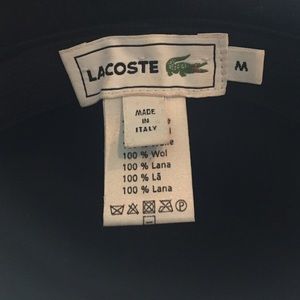 LACOSTE
M
MADE
IN
ITALY
100 % Wol
100 % Lana
100 % Lã
100 % Lana